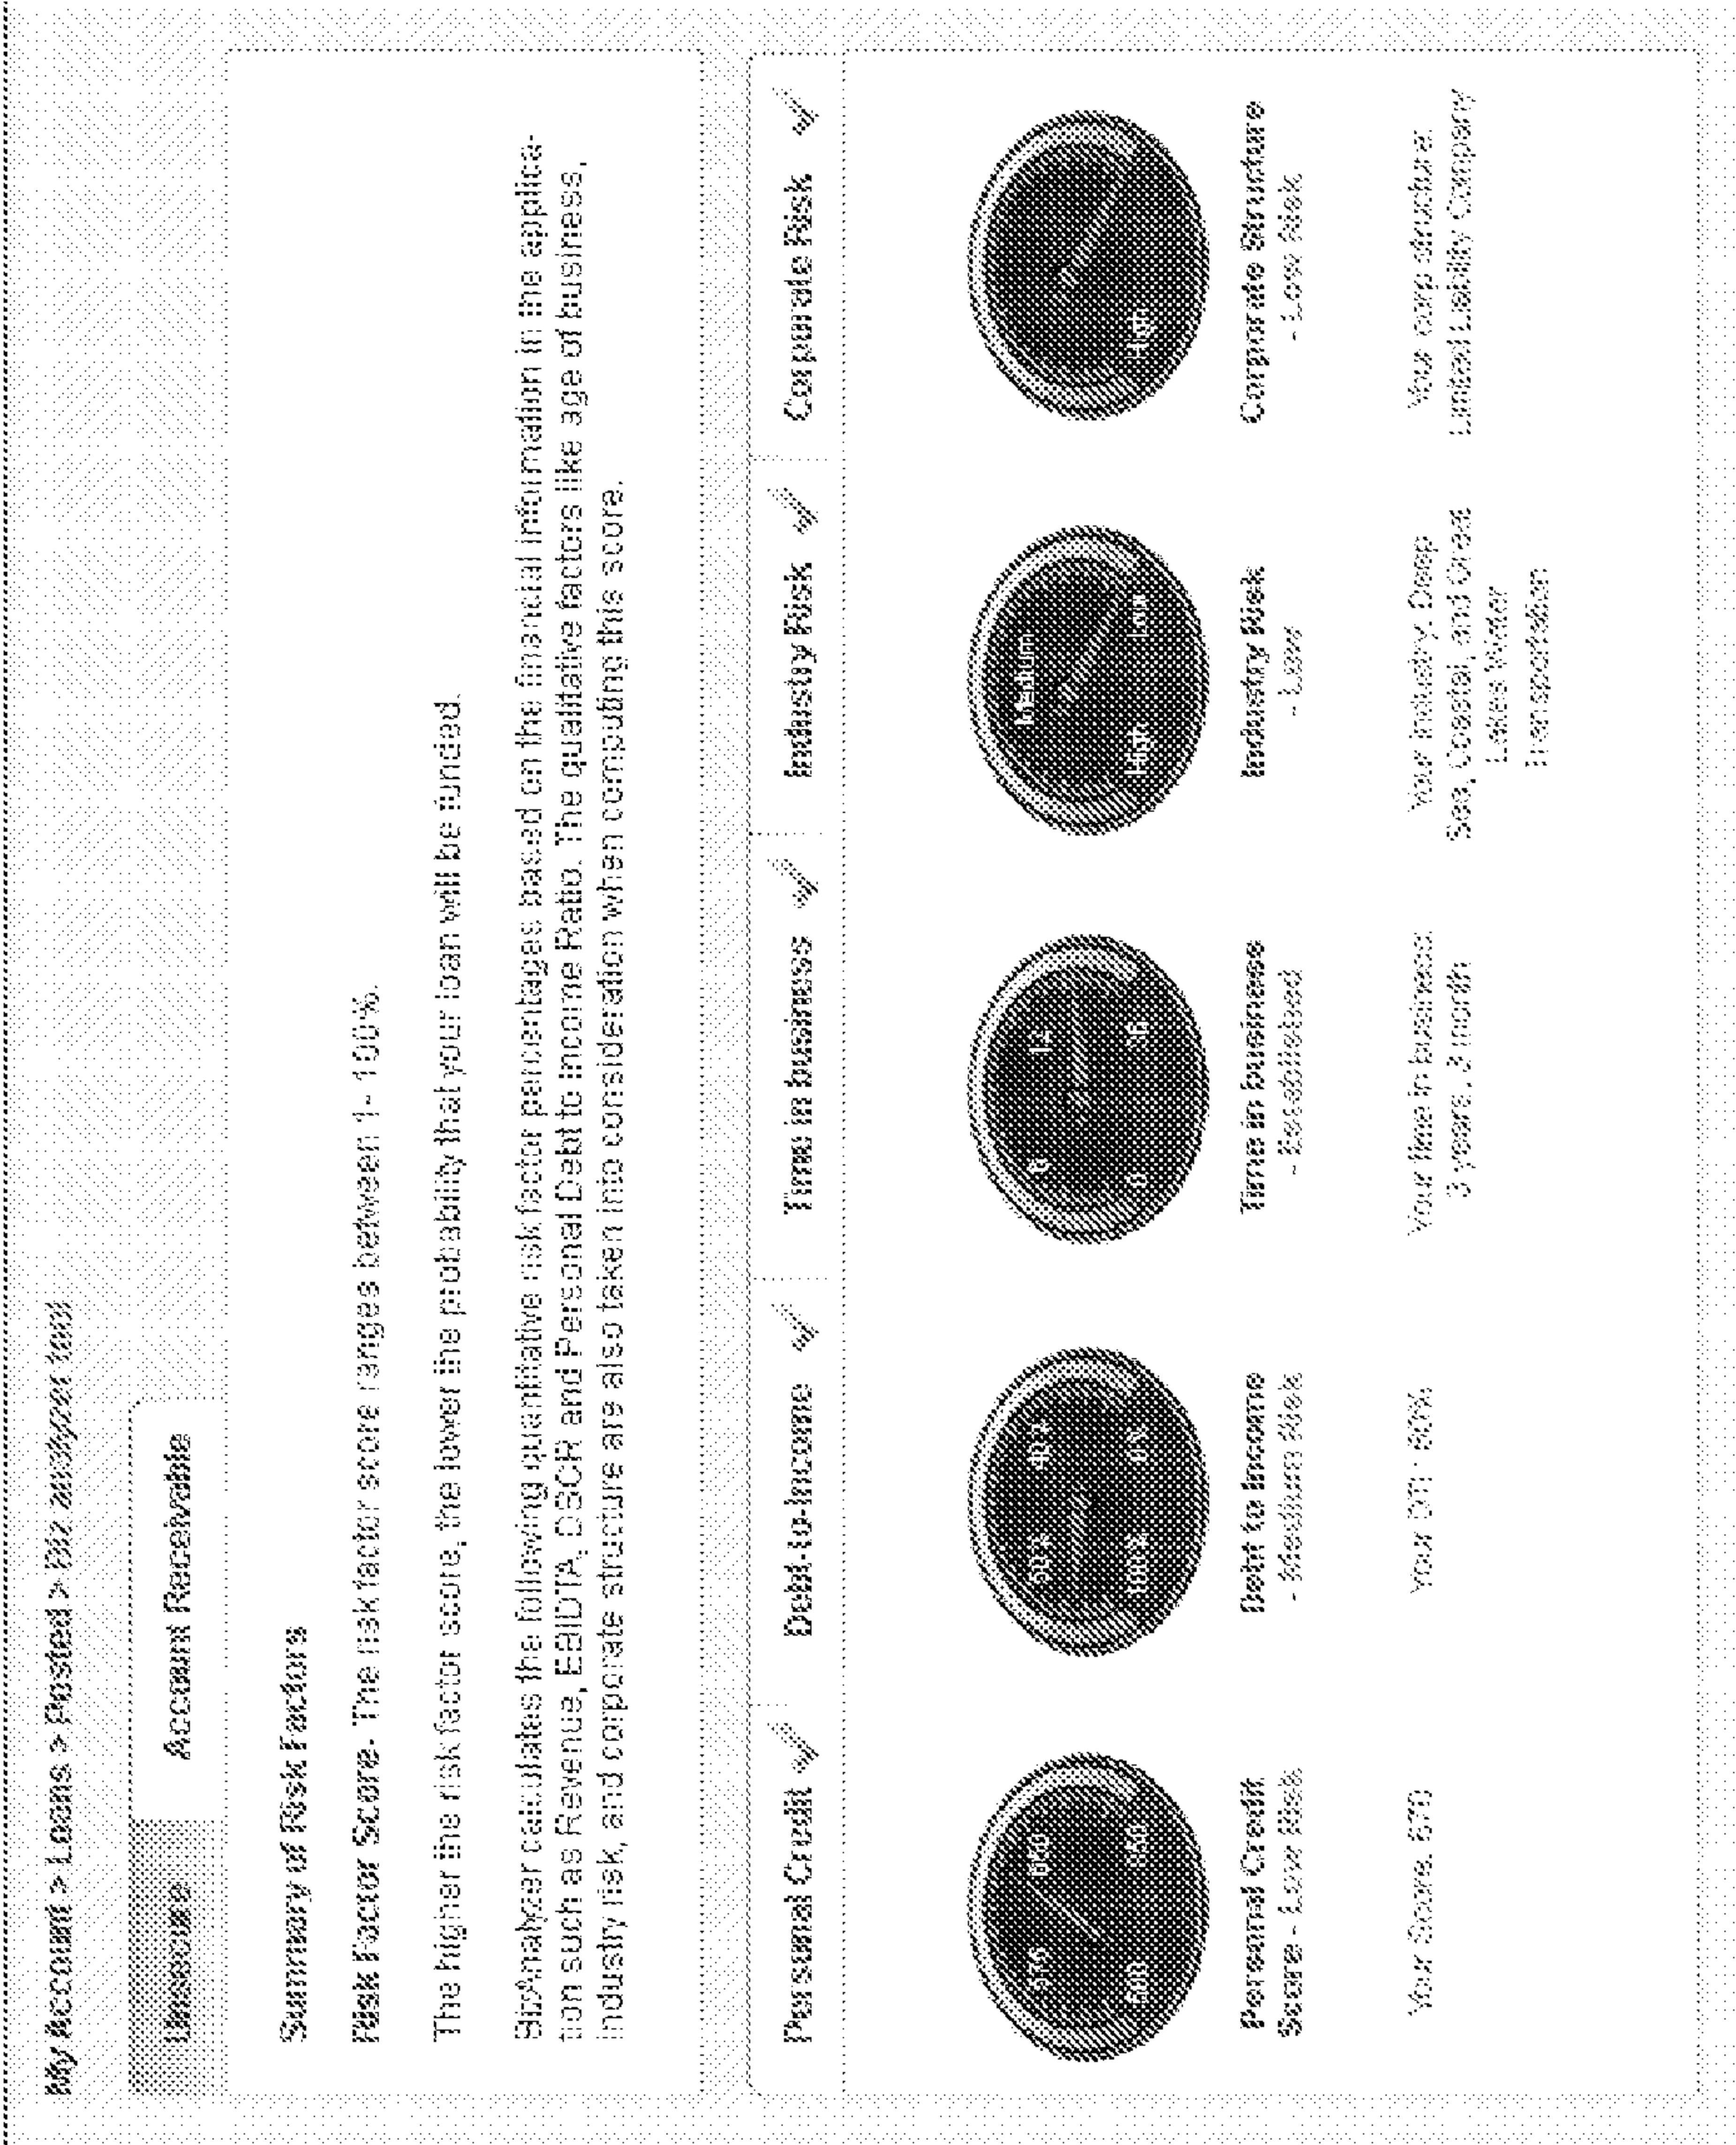 My Account > Loans > Posted > Biz analyzer tool
Unsecure
Account Receivable
Summary of Risk Factors
Risk Factor Score- The risk factor score ranges between 1- 100%.
The higher the risk factor score, the lower the probability that your loan will be funded.
BizAnalyzer calculates the following quantitative risk factor percentages based on the financial information in the applica-
tion such as Revenue, EBIDTA, DSCR and Personal Debt to Income Ratio. The qualitative factors like age of business,
industry risk, and corporate structure are also taken into consideration when computing this score.
Personal Credit
Debt-to-Income
Time in business
Industry Risk
Corporate Risk
Medium
High Low
High
Personal Credit
Score - Low Risk
Your Score: 670
Debt to Income
- Medium Risk
Your DTI : 60%
Time in business
- Established
Your time in business:
3 years, 3 month
Industry Risk
- Low
Your industry: Deep
Sea, Coastal, and Great
Lakes Water
Transportation
Corporate Structure
- Low Risk
Your corp structure:
Limited Liability Company